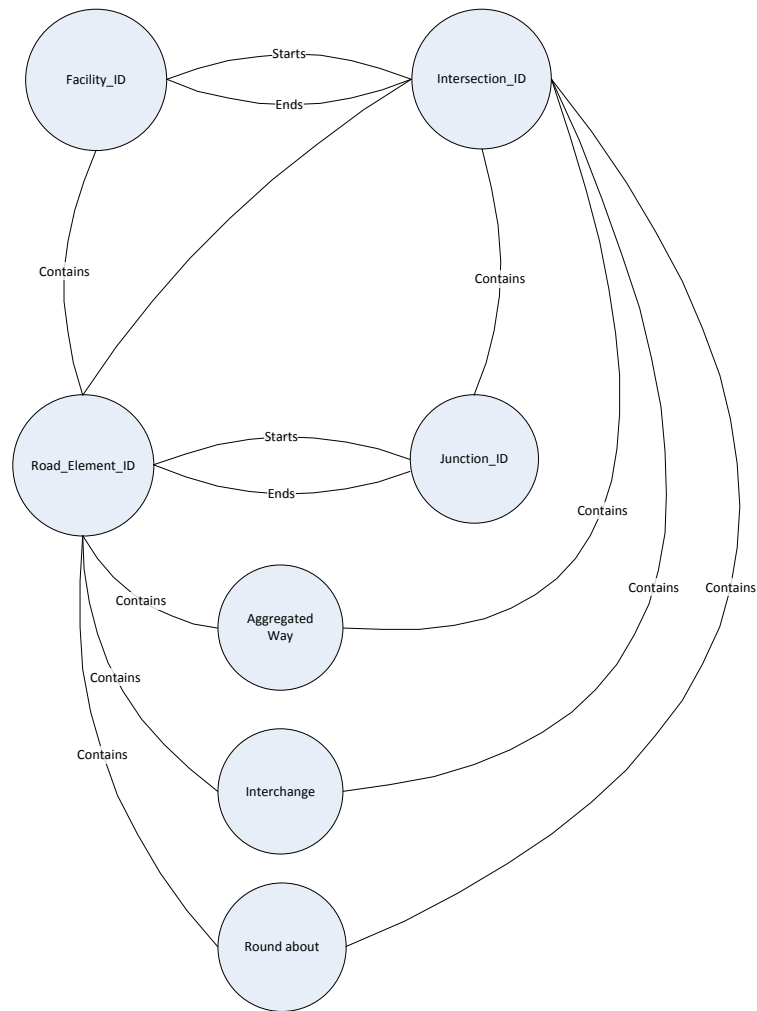 Starts
Facility_ID
Intersection_ID
Ends
Contains
Contains
Starts
Road_Element_ID
Junction_ID
Ends
Contains
Contains
Aggregated
Way
Contains
Contains
Contains
Contains
Interchange
Round about